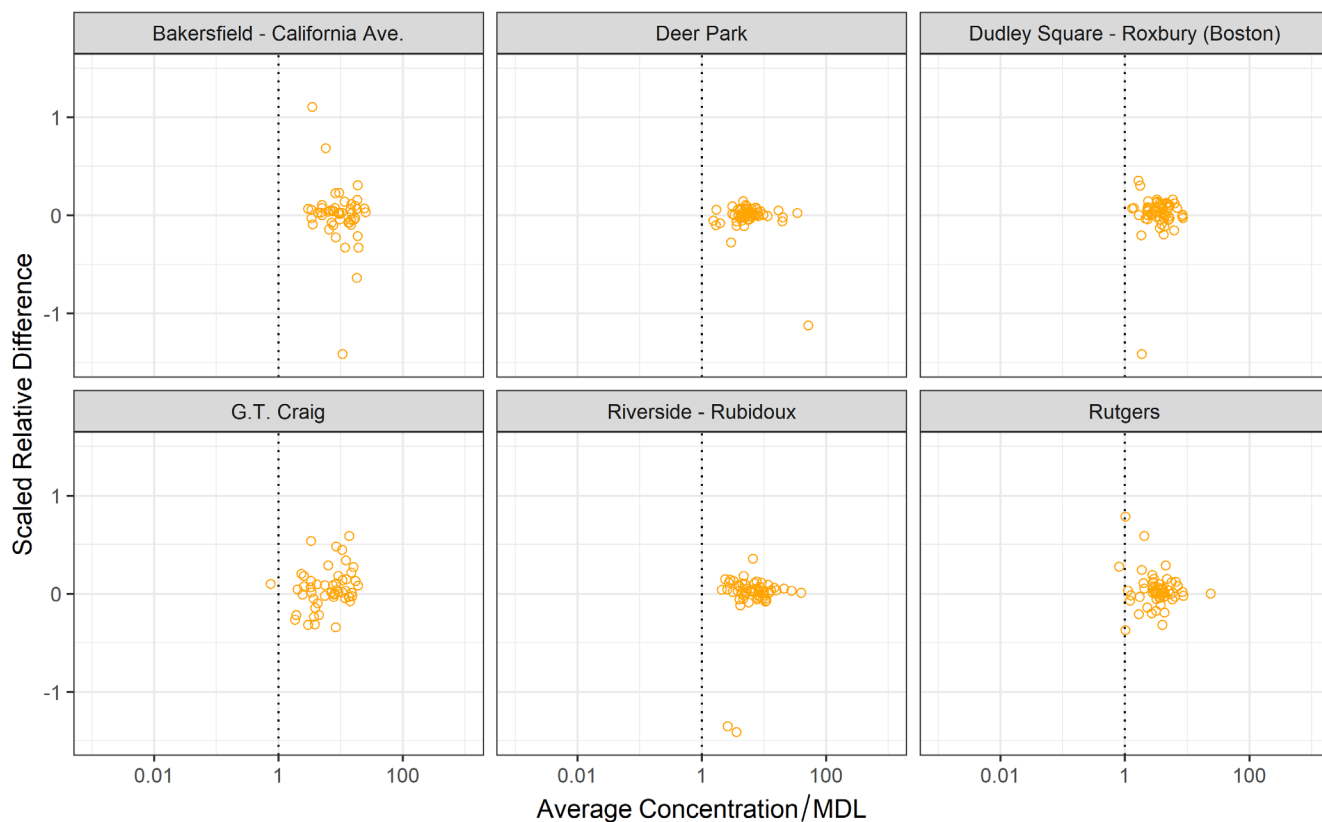 Bakersfield - California Ave.
Deer Park
Dudley Square - Roxbury (Boston)
1
0
-1
G.T. Craig
Riverside - Rubidoux
Rutgers
1
0
-1
Scaled Relative Difference
0.01 1 100
0.01 1 100
0.01 1 100
Average Concentration/MDL